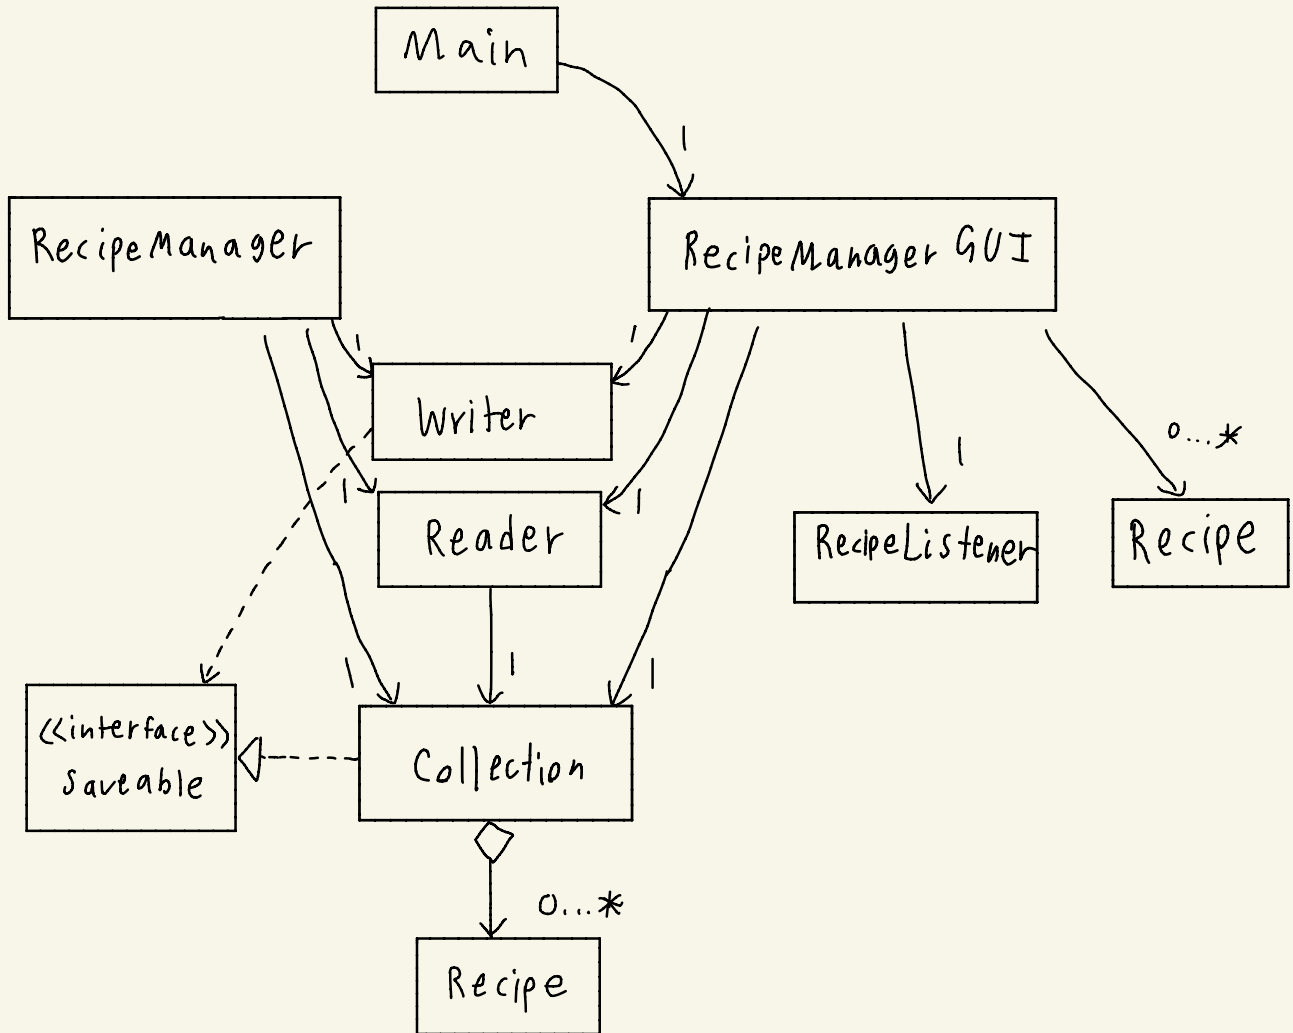 Main
1
RecipeManager
RecipeManager GUI
1
1
Writer
0...*
1
1
1
Reader
RecipeListener
Recipe
1
1
1
<<interface>>
Saveable
Collection
0...*
Recipe